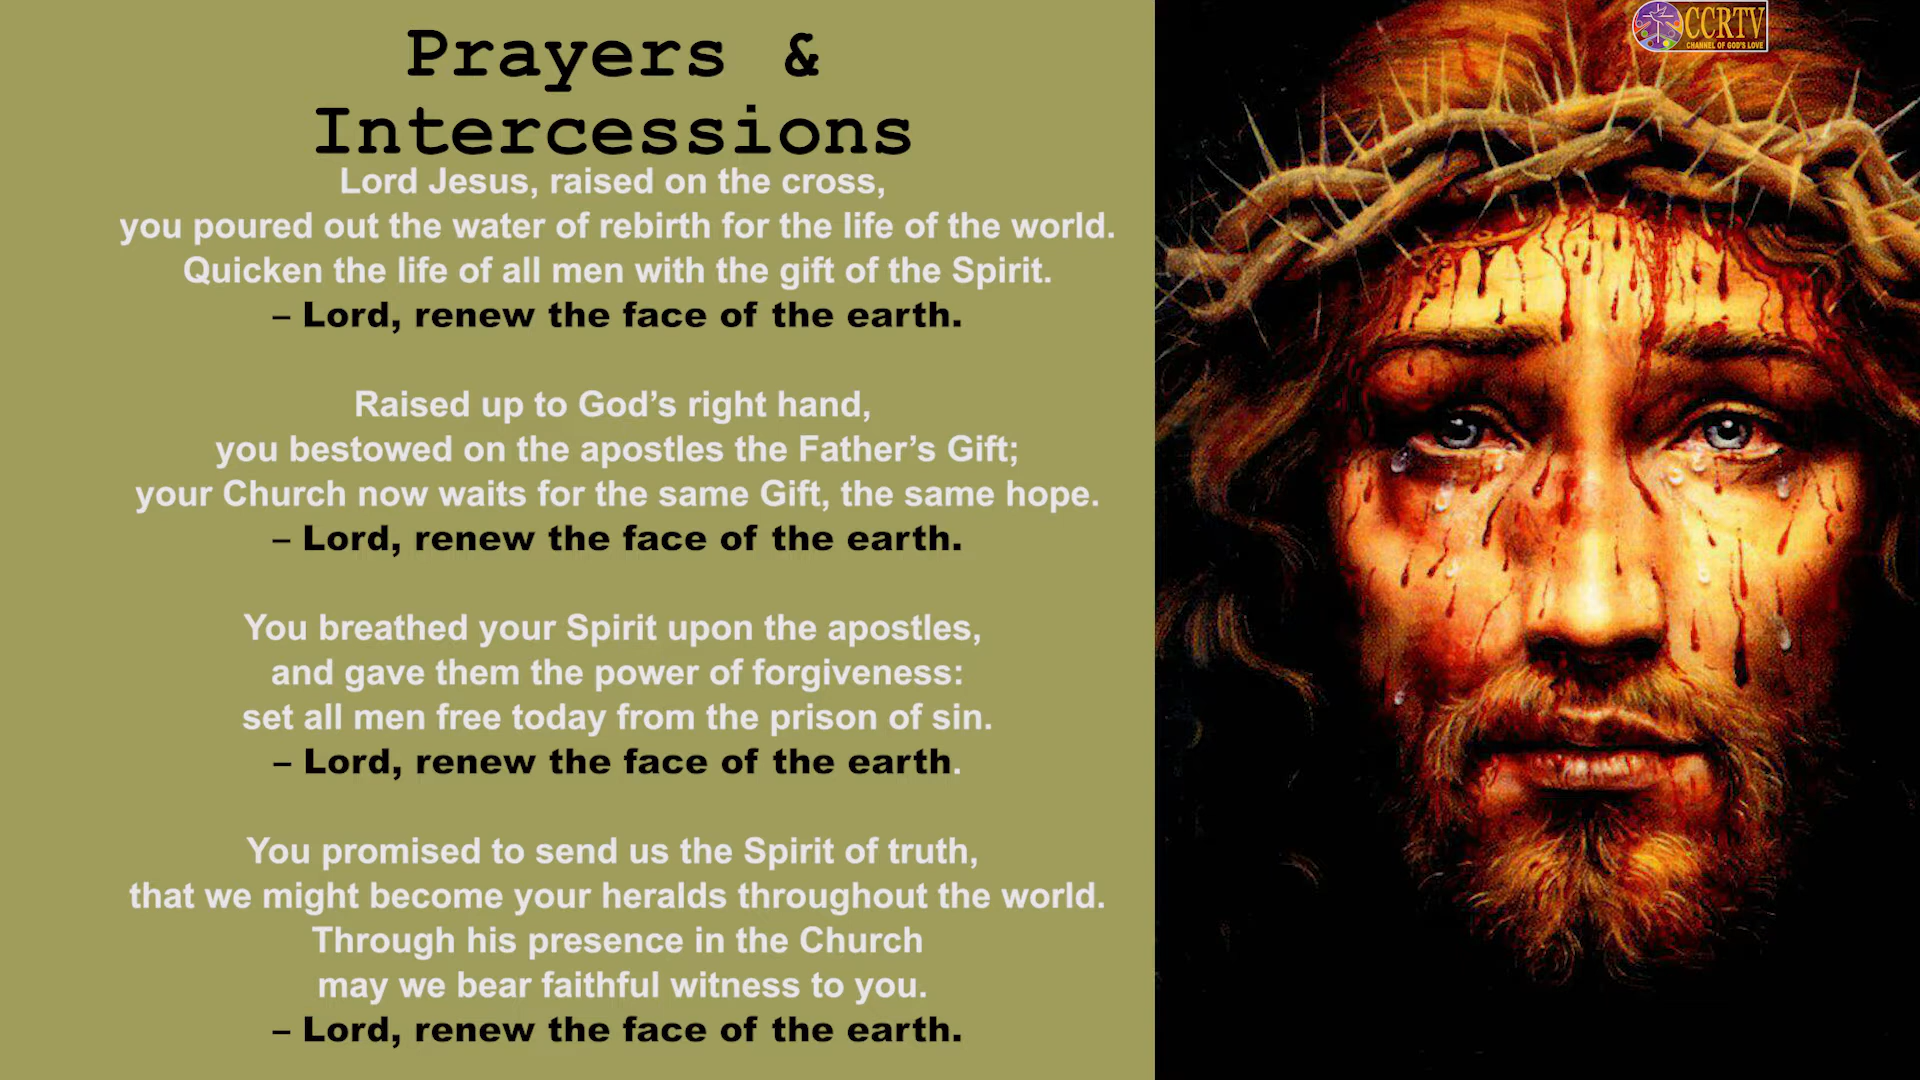 Prayers &
Intercessions
Lord Jesus, raised on the cross,
you poured out the water of rebirth for the life of the world.
Quicken the life of all men with the gift of the Spirit.
– Lord, renew the face of the earth.
Raised up to God’s right hand,
you bestowed on the apostles the Father’s Gift;
your Church now waits for the same Gift, the same hope.
– Lord, renew the face of the earth.
You breathed your Spirit upon the apostles,
and gave them the power of forgiveness:
set all men free today from the prison of sin.
– Lord, renew the face of the earth.
You promised to send us the Spirit of truth,
that we might become your heralds throughout the world.
Through his presence in the Church
may we bear faithful witness to you.
– Lord, renew the face of the earth.
CCRTV
CHANNEL OF GOD'S LOVE